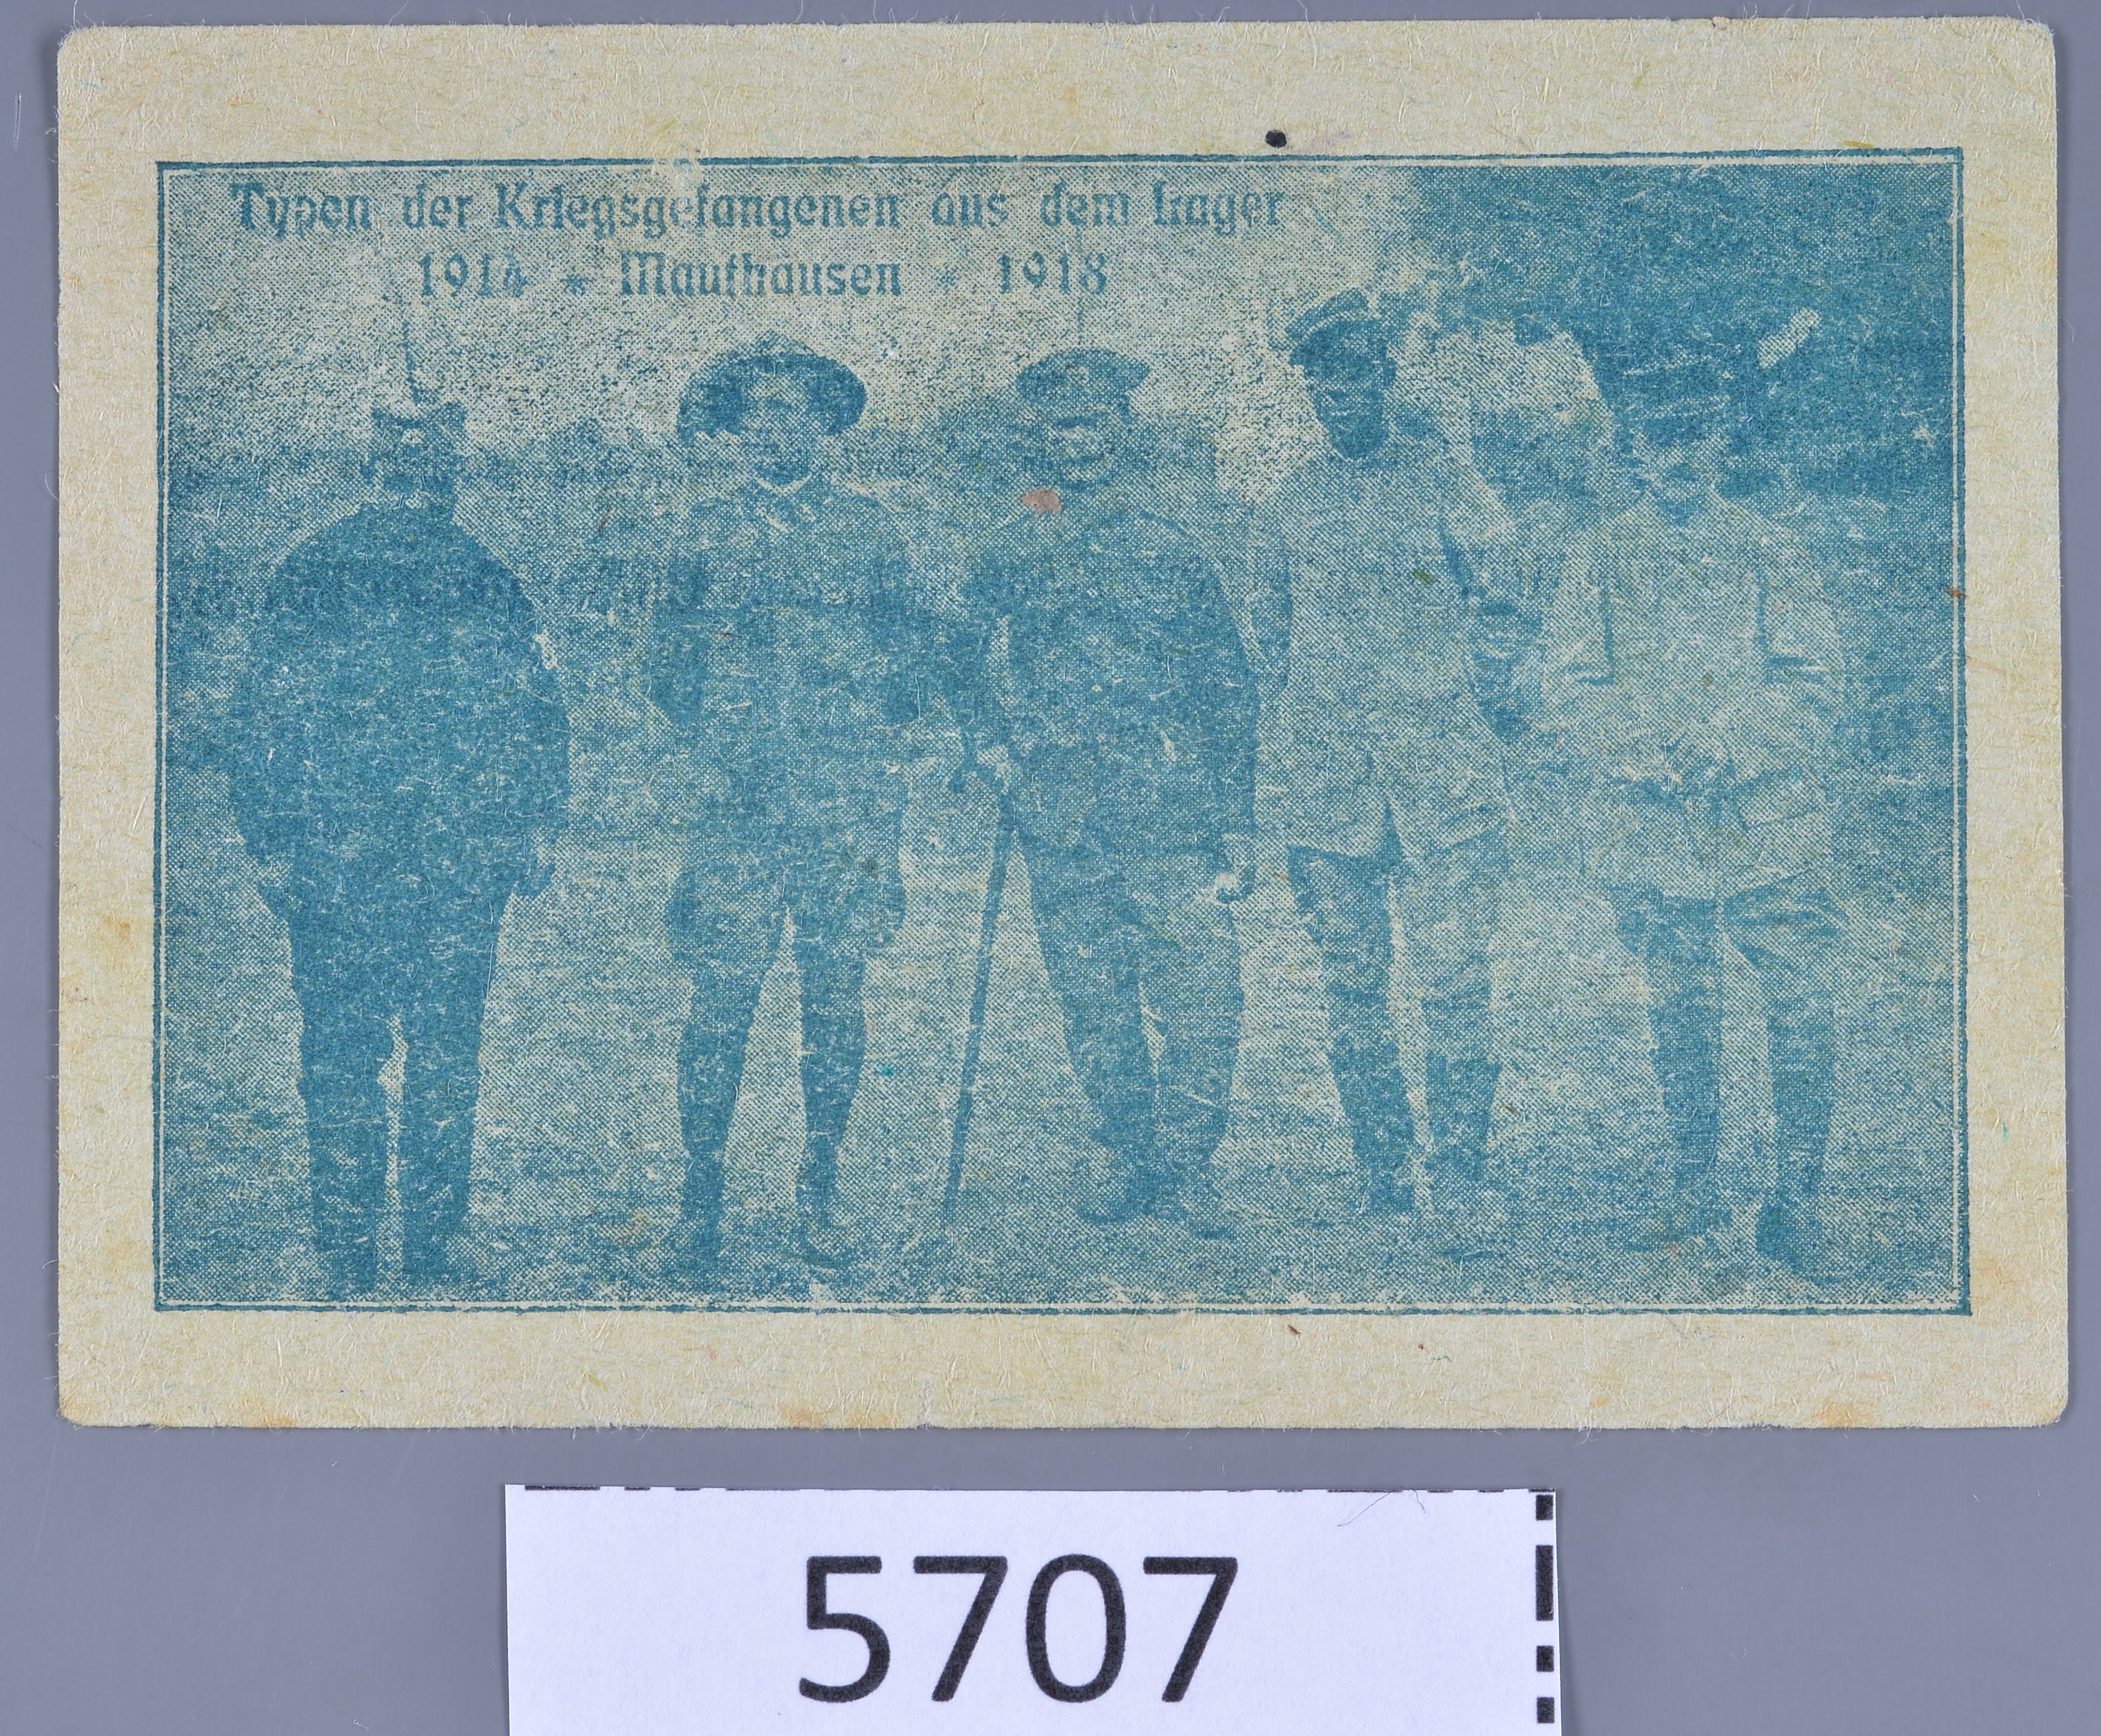 Typen der Kriegsgefangenen aus dem Lager
1914 * Mauthausen * 1918
5707